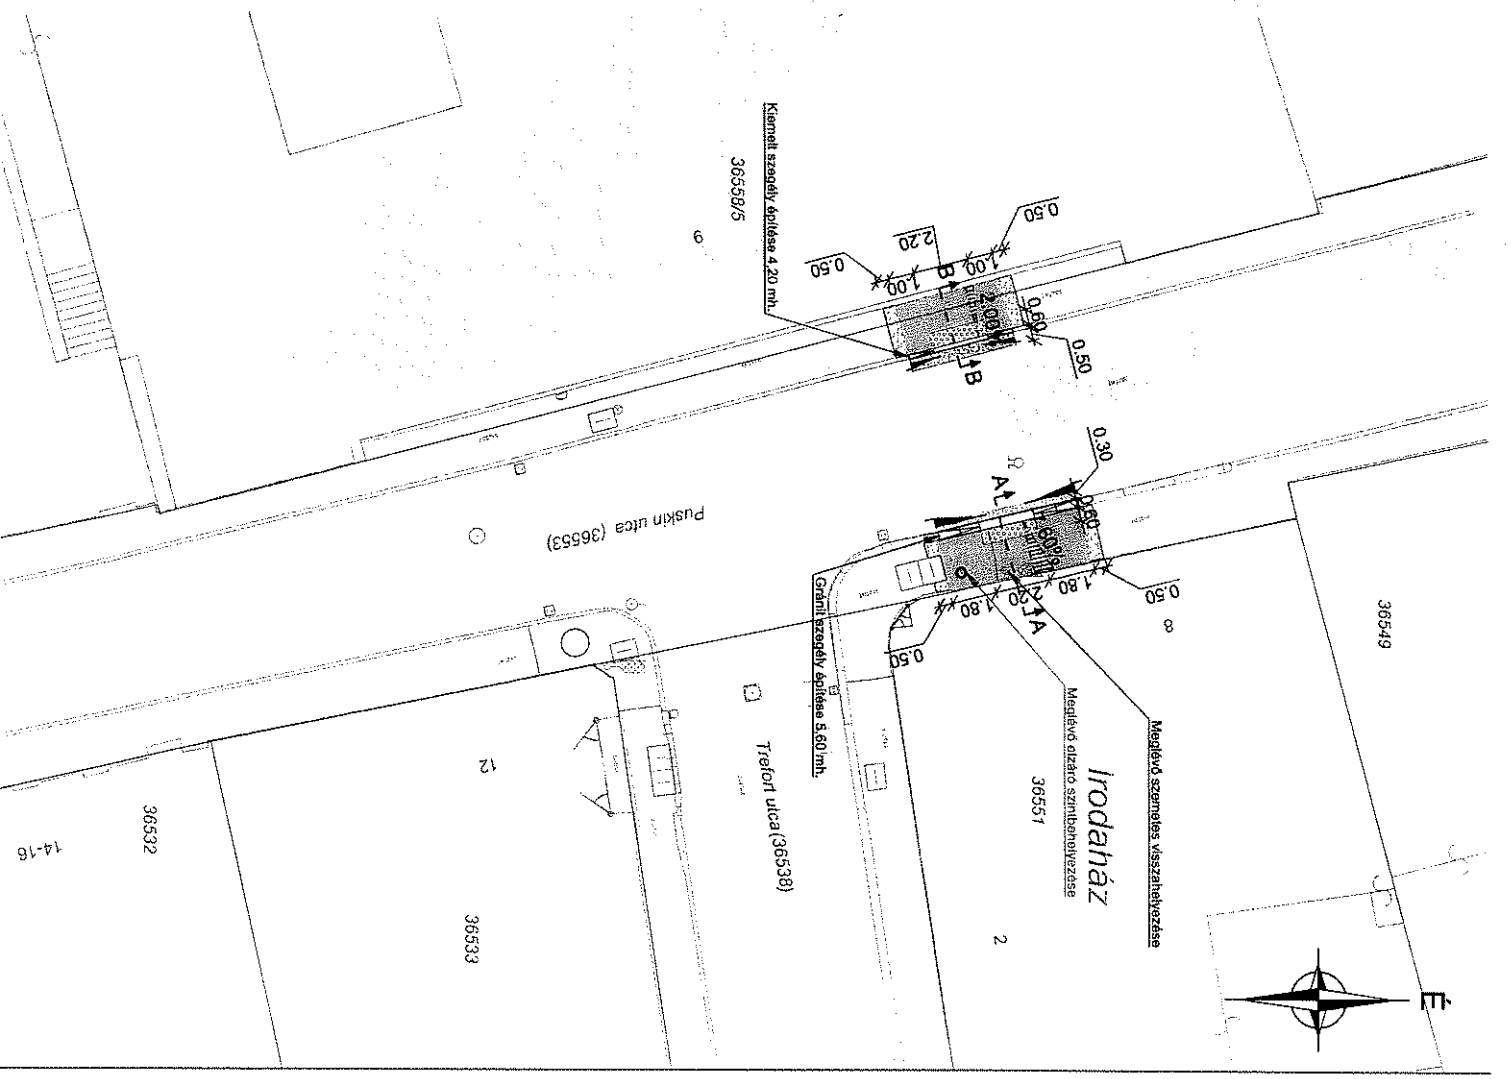 Kiemelt szegély építése 4,20 mh.
36558/5
9
0.50
1.00
2.20
1.00
0.50
B
2.00
0.60
0.50
B
Puskin utca (36553)
0.30
A
0.60
0.50
1.80
2.20
1.80
0.50
A
8
36549
Gránit szegély építése 5,60 mh.
Meglévő szemetes visszahelyezése
Meglévő elzáró szintbehelyezése
Irodaház
36551
2
Trefort utca (36538)
12
36533
36532
14-16
É